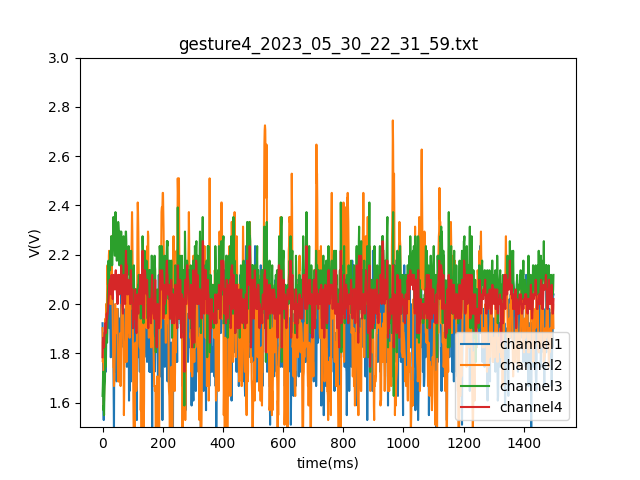 gesture4_2023_05_30_22_31_59.txt
V(V)
3.0
2.8
2.6
2.4
2.2
2.0
1.8
1.6
channel1
channel2
channel3
channel4
0 200 400 600 800 1000 1200 1400
time(ms)